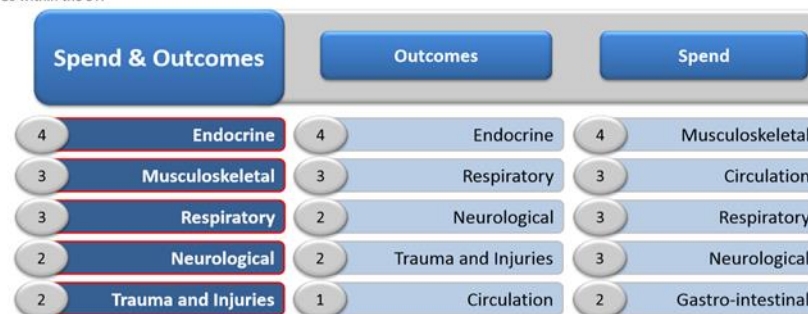 Spend & Outcomes Outcomes Spend
4 Endocrine 4 Endocrine 4 Musculoskeletal
3 Musculoskeletal 3 Respiratory 3 Circulation
3 Respiratory 2 Neurological 3 Respiratory
2 Neurological 2 Trauma and Injuries 3 Neurological
2 Trauma and Injuries 1 Circulation 2 Gastro-intestinal